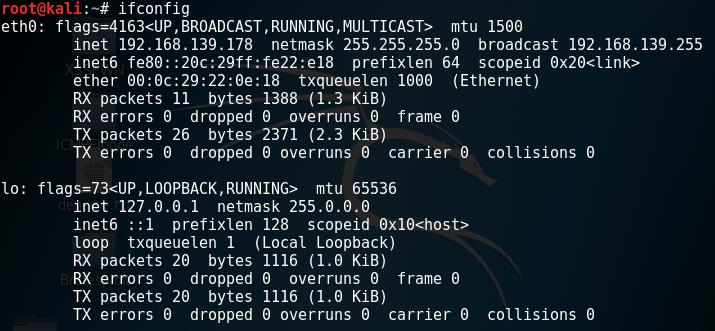 root@kali:~# ifconfig
eth0: flags=4163<UP,BROADCAST,RUNNING,MULTICAST>  mtu 1500
        inet 192.168.139.178  netmask 255.255.255.0  broadcast 192.168.139.255
        inet6 fe80::20c:29ff:fe22:e18  prefixlen 64  scopeid 0x20<link>
        ether 00:0c:29:22:0e:18  txqueuelen 1000  (Ethernet)
        RX packets 11  bytes 1388 (1.3 KiB)
        RX errors 0  dropped 0  overruns 0  frame 0
        TX packets 26  bytes 2371 (2.3 KiB)
        TX errors 0  dropped 0 overruns 0  carrier 0  collisions 0

lo: flags=73<UP,LOOPBACK,RUNNING>  mtu 65536
        inet 127.0.0.1  netmask 255.0.0.0
        inet6 ::1  prefixlen 128  scopeid 0x10<host>
        loop  txqueuelen 1  (Local Loopback)
        RX packets 20  bytes 1116 (1.0 KiB)
        RX errors 0  dropped 0  overruns 0  frame 0
        TX packets 20  bytes 1116 (1.0 KiB)
        TX errors 0  dropped 0 overruns 0  carrier 0  collisions 0